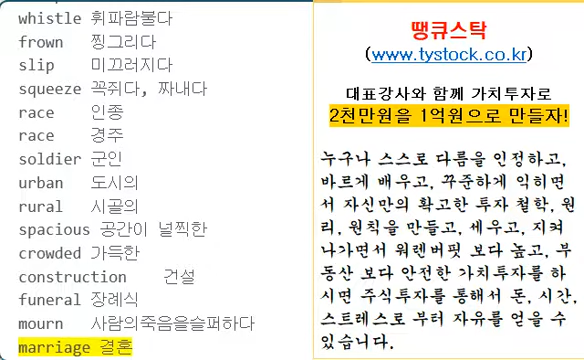 whistle 휘파람불다
frown 찡그리다
slip 미끄러지다
squeeze 꼭쥐다, 짜내다
race 인종
race 경주
soldier 군인
urban 도시의
rural 시골의
spacious 공간이 널찍한
crowded 가득한
construction 건설
funeral 장례식
mourn 사람의죽음을슬퍼하다
marriage 결혼
땡큐스탁
(www.tystock.co.kr)
대표강사와 함께 가치투자로
2천만원을 1억원으로 만들자!
누구나 스스로 다름을 인정하고,
바르게 배우고, 꾸준하게 익히면
서 자신만의 확고한 투자 철학, 원
리, 원칙을 만들고, 세우고, 지켜
나가면서 워렌버핏 보다 높고, 부
동산 보다 안전한 가치투자를 하
시면 주식투자를 통해서 돈, 시간,
스트레스로 부터 자유를 얻을 수
있습니다.